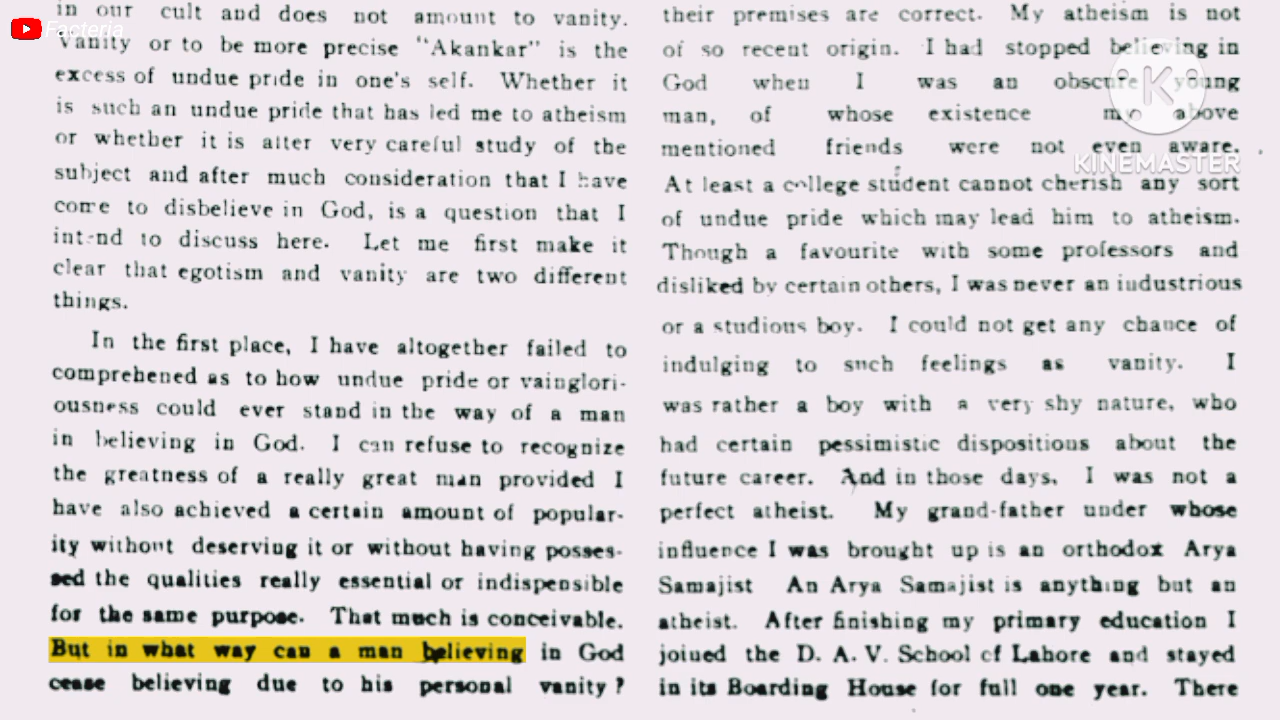 Facteria
in our cult and does not amount to vanity.
Vanity or to be more precise "Akankar" is the
excess of undue pride in one's self. Whether it
is such an undue pride that has led me to atheism
or whether it is after very careful study of the
subject and after much consideration that I have
come to disbelieve in God, is a question that I
intend to discuss here. Let me first make it
clear that egotism and vanity are two different
things.
In the first place, I have altogether failed to
comprehened as to how undue pride or vainglori-
ousness could ever stand in the way of a man
in believing in God. I can refuse to recognize
the greatness of a really great man provided I
have also achieved a certain amount of popular-
ity without deserving it or without having posses-
sed the qualities really essential or indispensible
for the same purpose. That much is conceivable.
But in what way can a man believing in God
cease believing due to his personal vanity?
their premises are correct. My atheism is not
of so recent origin. I had stopped believing in
God when I was an obscure young
man, of whose existence my above
mentioned friends were not even aware.
At least a college student cannot cherish any sort
of undue pride which may lead him to atheism.
Though a favourite with some professors and
disliked by certain others, I was never an industrious
or a studious boy. I could not get any chance of
indulging to such feelings as vanity. I
was rather a boy with a very shy nature, who
had certain pessimistic dispositions about the
future career. And in those days, I was not a
perfect atheist. My grand-father under whose
influence I was brought up is an orthodox Arya
Samajist An Arya Samajist is anything but an
atheist. After finishing my primary education I
joined the D. A. V. School of Lahore and stayed
in its Boarding House for full one year. There
K
KINEMASTER